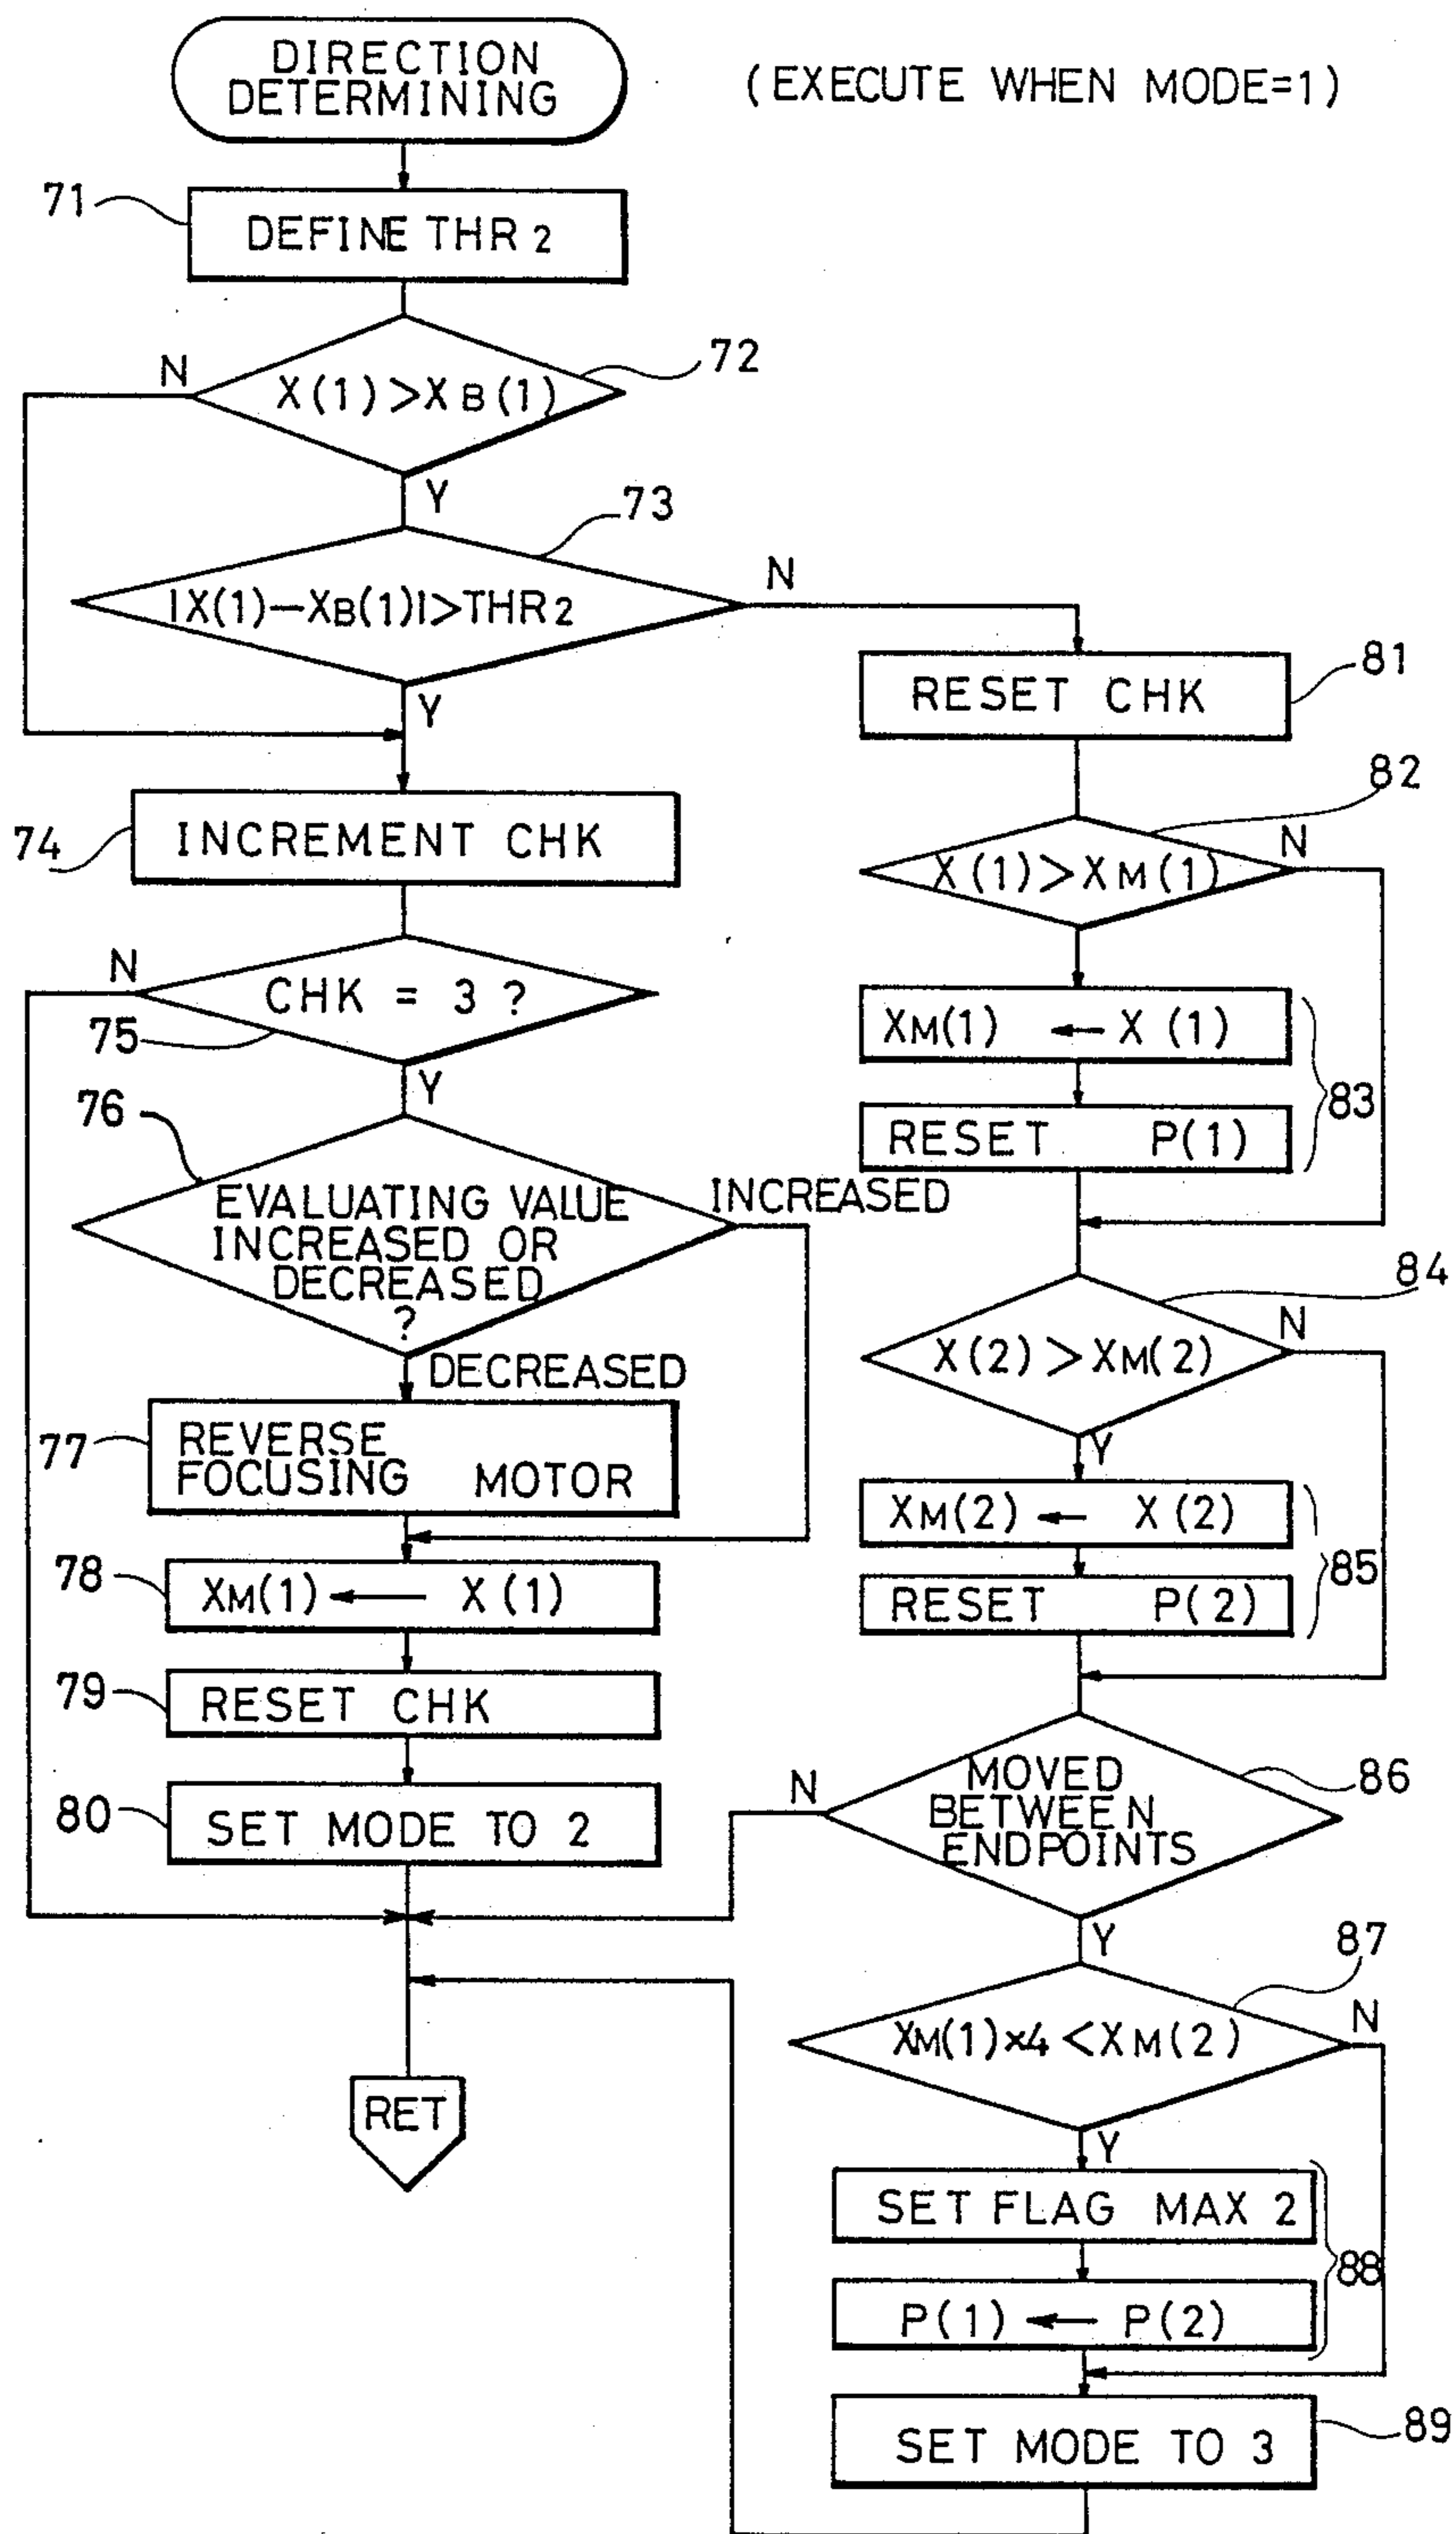 DIRECTION
DETERMINING
(EXECUTE WHEN MODE=1)
71
DEFINE THR2
72
N
X(1)>XB(1)
Y
73
N
|X(1)-XB(1)|>THR2
Y
74
INCREMENT CHK
N
CHK = 3 ?
75
Y
76
EVALUATING VALUE
INCREASED OR
DECREASED
?
INCREASED
DECREASED
77
REVERSE
FOCUSING MOTOR
78
XM(1) ← X(1)
79
RESET CHK
80
SET MODE TO 2
RET
81
RESET CHK
82
N
X(1)>XM(1)
XM(1) ← X(1)
83
RESET P(1)
84
N
X(2)>XM(2)
Y
XM(2) ← X(2)
85
RESET P(2)
86
N
MOVED
BETWEEN
ENDPOINTS
Y
87
N
XM(1)×4<XM(2)
Y
SET FLAG MAX 2
88
P(1) ← P(2)
89
SET MODE TO 3